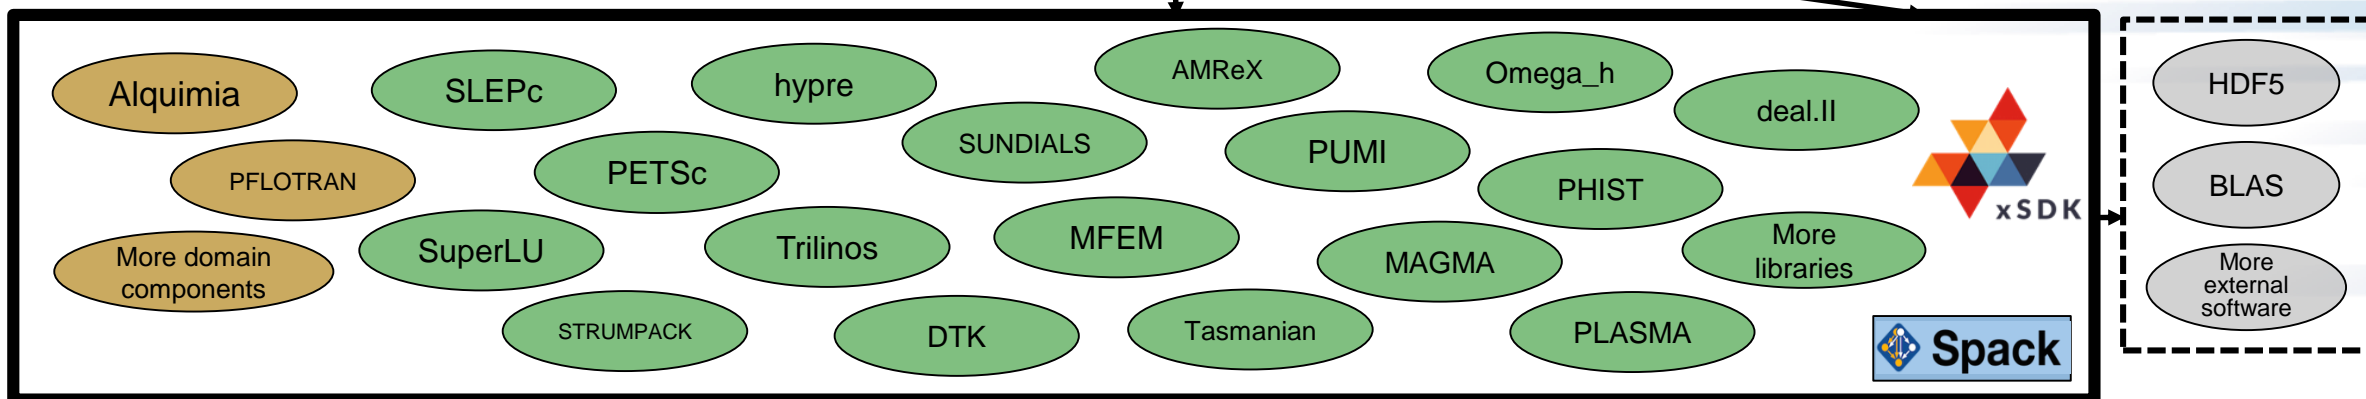 Alquimia
SLEPc
hypre
AMReX
Omega_h
deal.II
PFLOTRAN
PETSc
SUNDIALS
PUMI
PHIST
xSDK
More domain
components
SuperLU
Trilinos
MFEM
MAGMA
More
libraries
STRUMPACK
DTK
Tasmanian
PLASMA
Spack
HDF5
BLAS
More
external
software